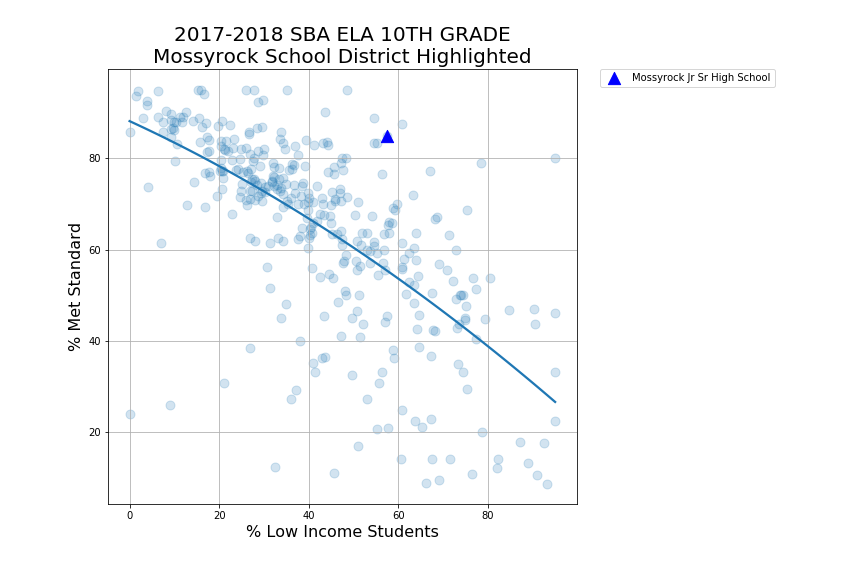 2017-2018 SBA ELA 10TH GRADE
Mossyrock School District Highlighted
Mossyrock Jr Sr High School
% Met Standard
80
60
40
20
0
20
40
60
80
% Low Income Students